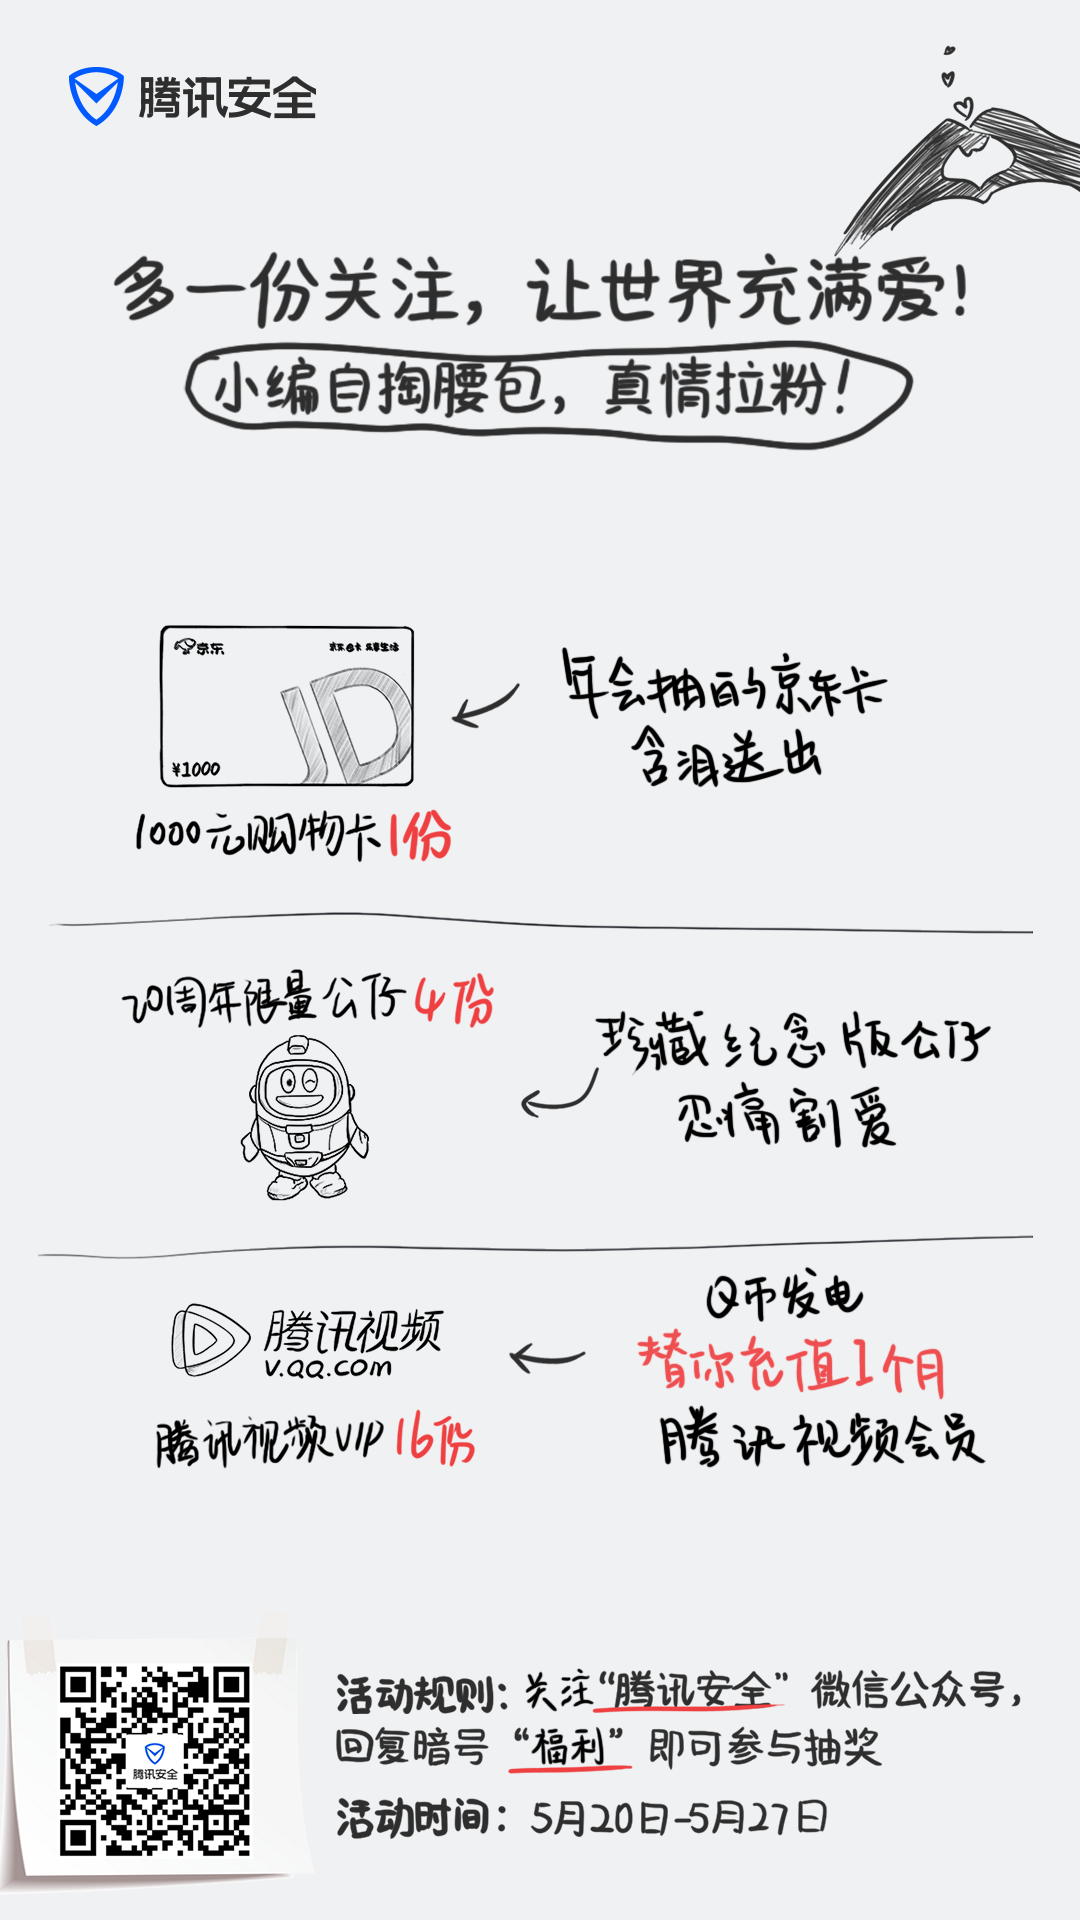 腾讯安全
多一份关注，让世界充满爱！
小编自掏腰包，真情拉粉！
京东
京东E卡 乐享生活
JD
¥1000
年会抽的京东卡
含泪送出
1000元购物卡1份
20周年限量公仔4份
珍藏纪念版公仔
忍痛割爱
腾讯视频
v.qq.com
腾讯视频VIP 16份
Q币发电
替你充值1个月
腾讯视频会员
腾讯安全
活动规则：关注“腾讯安全”微信公众号，
回复暗号“福利”即可参与抽奖
活动时间：5月20日-5月27日